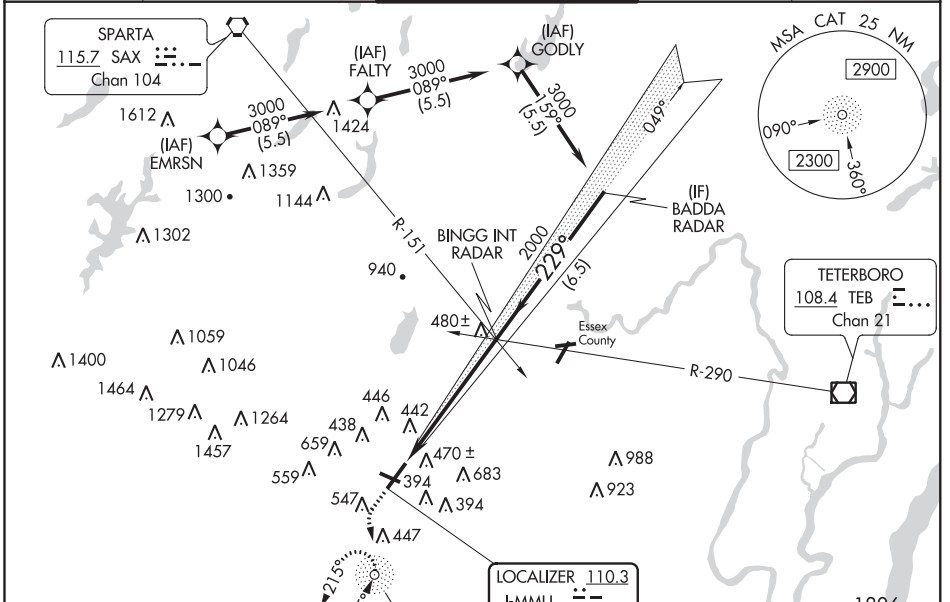 SPARTA
115.7 SAX
Chan 104
(IAF)
FALTY
(IAF)
GODLY
MSA CAT 25 NM
2900
090°
2300
360°
3000
089°
(5.5)
3000
089°
(5.5)
3000
159°
(5.5)
049°
1612
1424
(IAF)
EMRSN
1359
1300
1144
1302
R-151
(IF)
BADDA
RADAR
BINGG INT
RADAR
2000
229°
(6.5)
940
480±
Essex
County
TETERBORO
108.4 TEB
Chan 21
R-290
1059
1400
1046
1464
1279
1264
1457
446
442
438
659
559
470 ±
394
683
988
923
547
394
447
215°
LOCALIZER 110.3